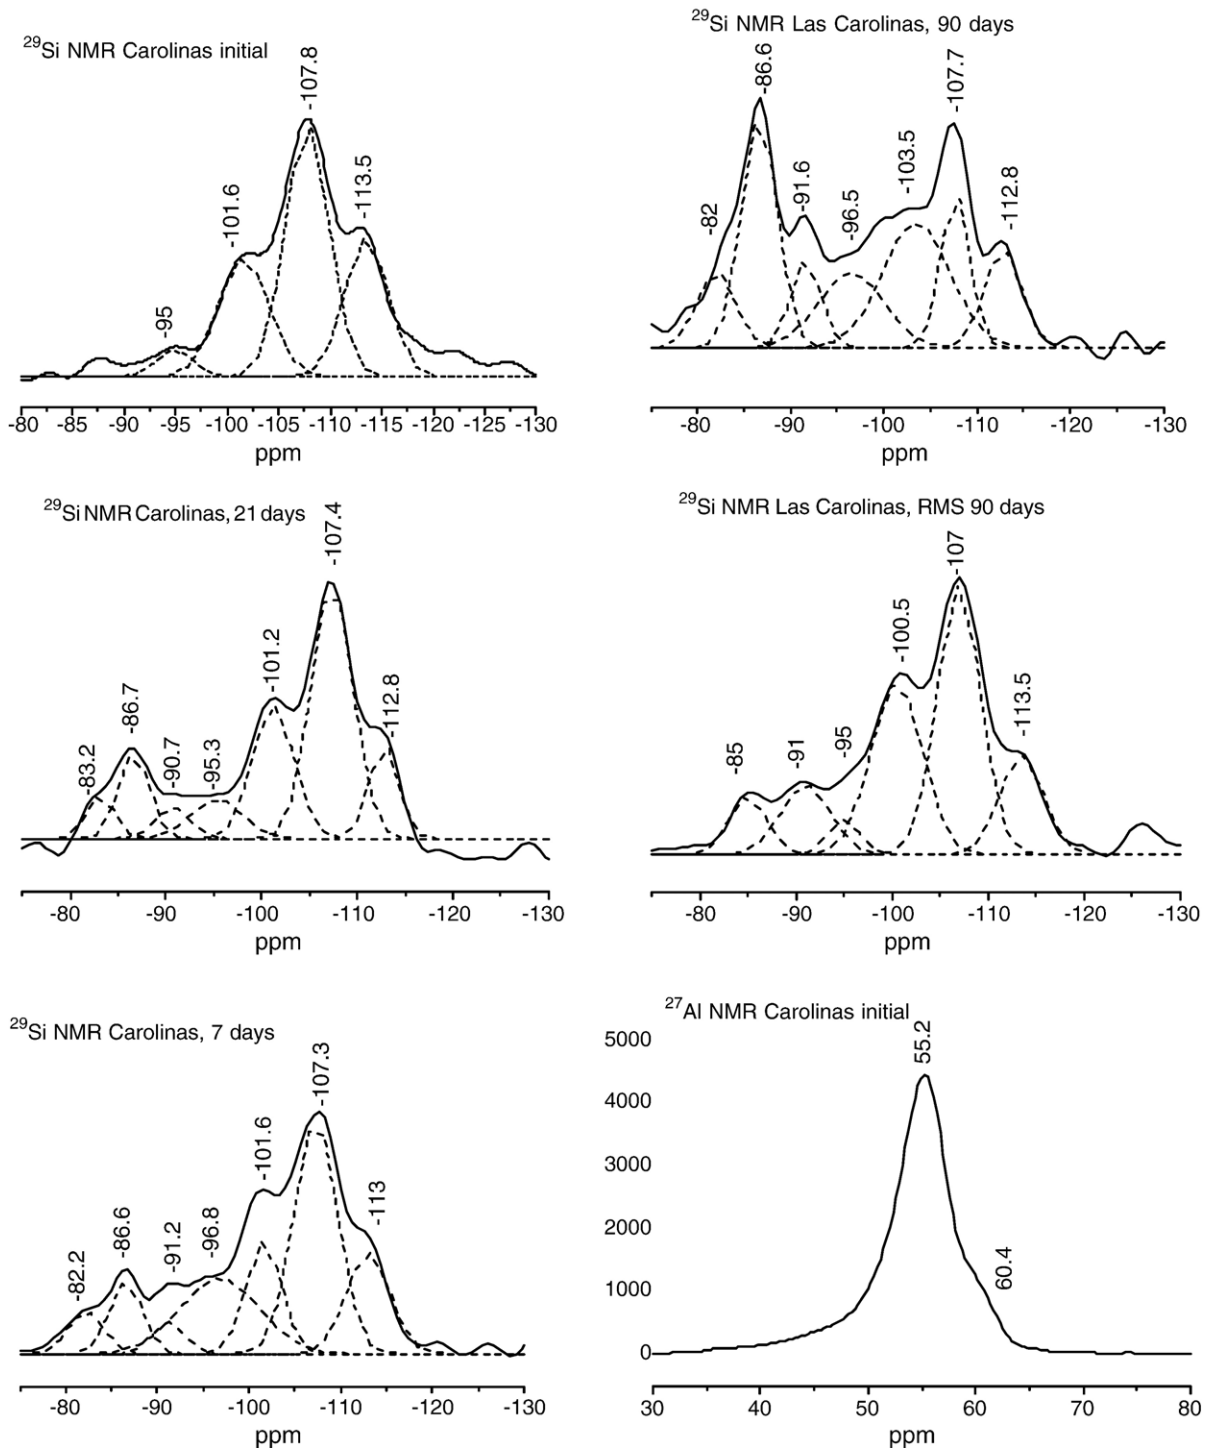 ²⁹Si NMR Carolinas initial
-95
-101.6
-107.8
-113.5
-80 -85 -90 -95 -100 -105 -110 -115 -120 -125 -130
ppm
²⁹Si NMR Las Carolinas, 90 days
-82
-86.6
-91.6
-96.5
-103.5
-107.7
-112.8
-80 -90 -100 -110 -120 -130
ppm
²⁹Si NMR Carolinas, 21 days
-83.2
-86.7
-90.7
-95.3
-101.2
-107.4
-112.8
-80 -90 -100 -110 -120 -130
ppm
²⁹Si NMR Las Carolinas, RMS 90 days
-85
-91
-95
-100.5
-107
-113.5
-80 -90 -100 -110 -120 -130
ppm
²⁹Si NMR Carolinas, 7 days
-82.2
-86.6
-91.2
-96.8
-101.6
-107.3
-113
-80 -90 -100 -110 -120 -130
ppm
²⁷Al NMR Carolinas initial
5000
4000
3000
2000
1000
0
55.2
60.4
30 40 50 60 70 80
ppm